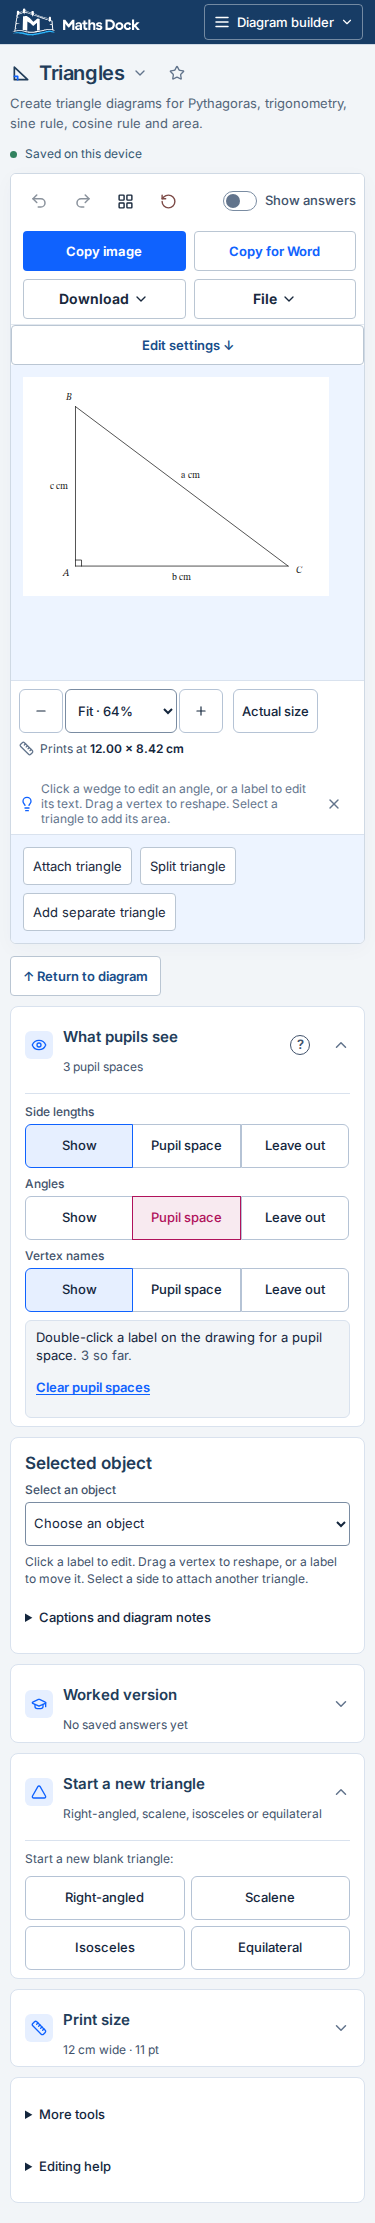 Maths Dock
Diagram builder
Triangles
Create triangle diagrams for Pythagoras, trigonometry,
sine rule, cosine rule and area.
Saved on this device
Show answers
Copy image
Copy for Word
Download
File
Edit settings ↓
B
a cm
c cm
A
C
b cm
−
Fit · 64%
+
Actual size
Prints at 12.00 × 8.42 cm
Click a wedge to edit an angle, or a label to edit
its text. Drag a vertex to reshape. Select a
triangle to add its area.
Attach triangle
Split triangle
Add separate triangle
↑ Return to diagram
What pupils see
?
3 pupil spaces
Side lengths
Show
Pupil space
Leave out
Angles
Show
Pupil space
Leave out
Vertex names
Show
Pupil space
Leave out
Double-click a label on the drawing for a pupil
space. 3 so far.
Clear pupil spaces
Selected object
Select an object
Choose an object
Click a label to edit. Drag a vertex to reshape, or a label
to move it. Select a side to attach another triangle.
Captions and diagram notes
Worked version
No saved answers yet
Start a new triangle
Right-angled, scalene, isosceles or equilateral
Start a new blank triangle:
Right-angled
Scalene
Isosceles
Equilateral
Print size
12 cm wide · 11 pt
More tools
Editing help